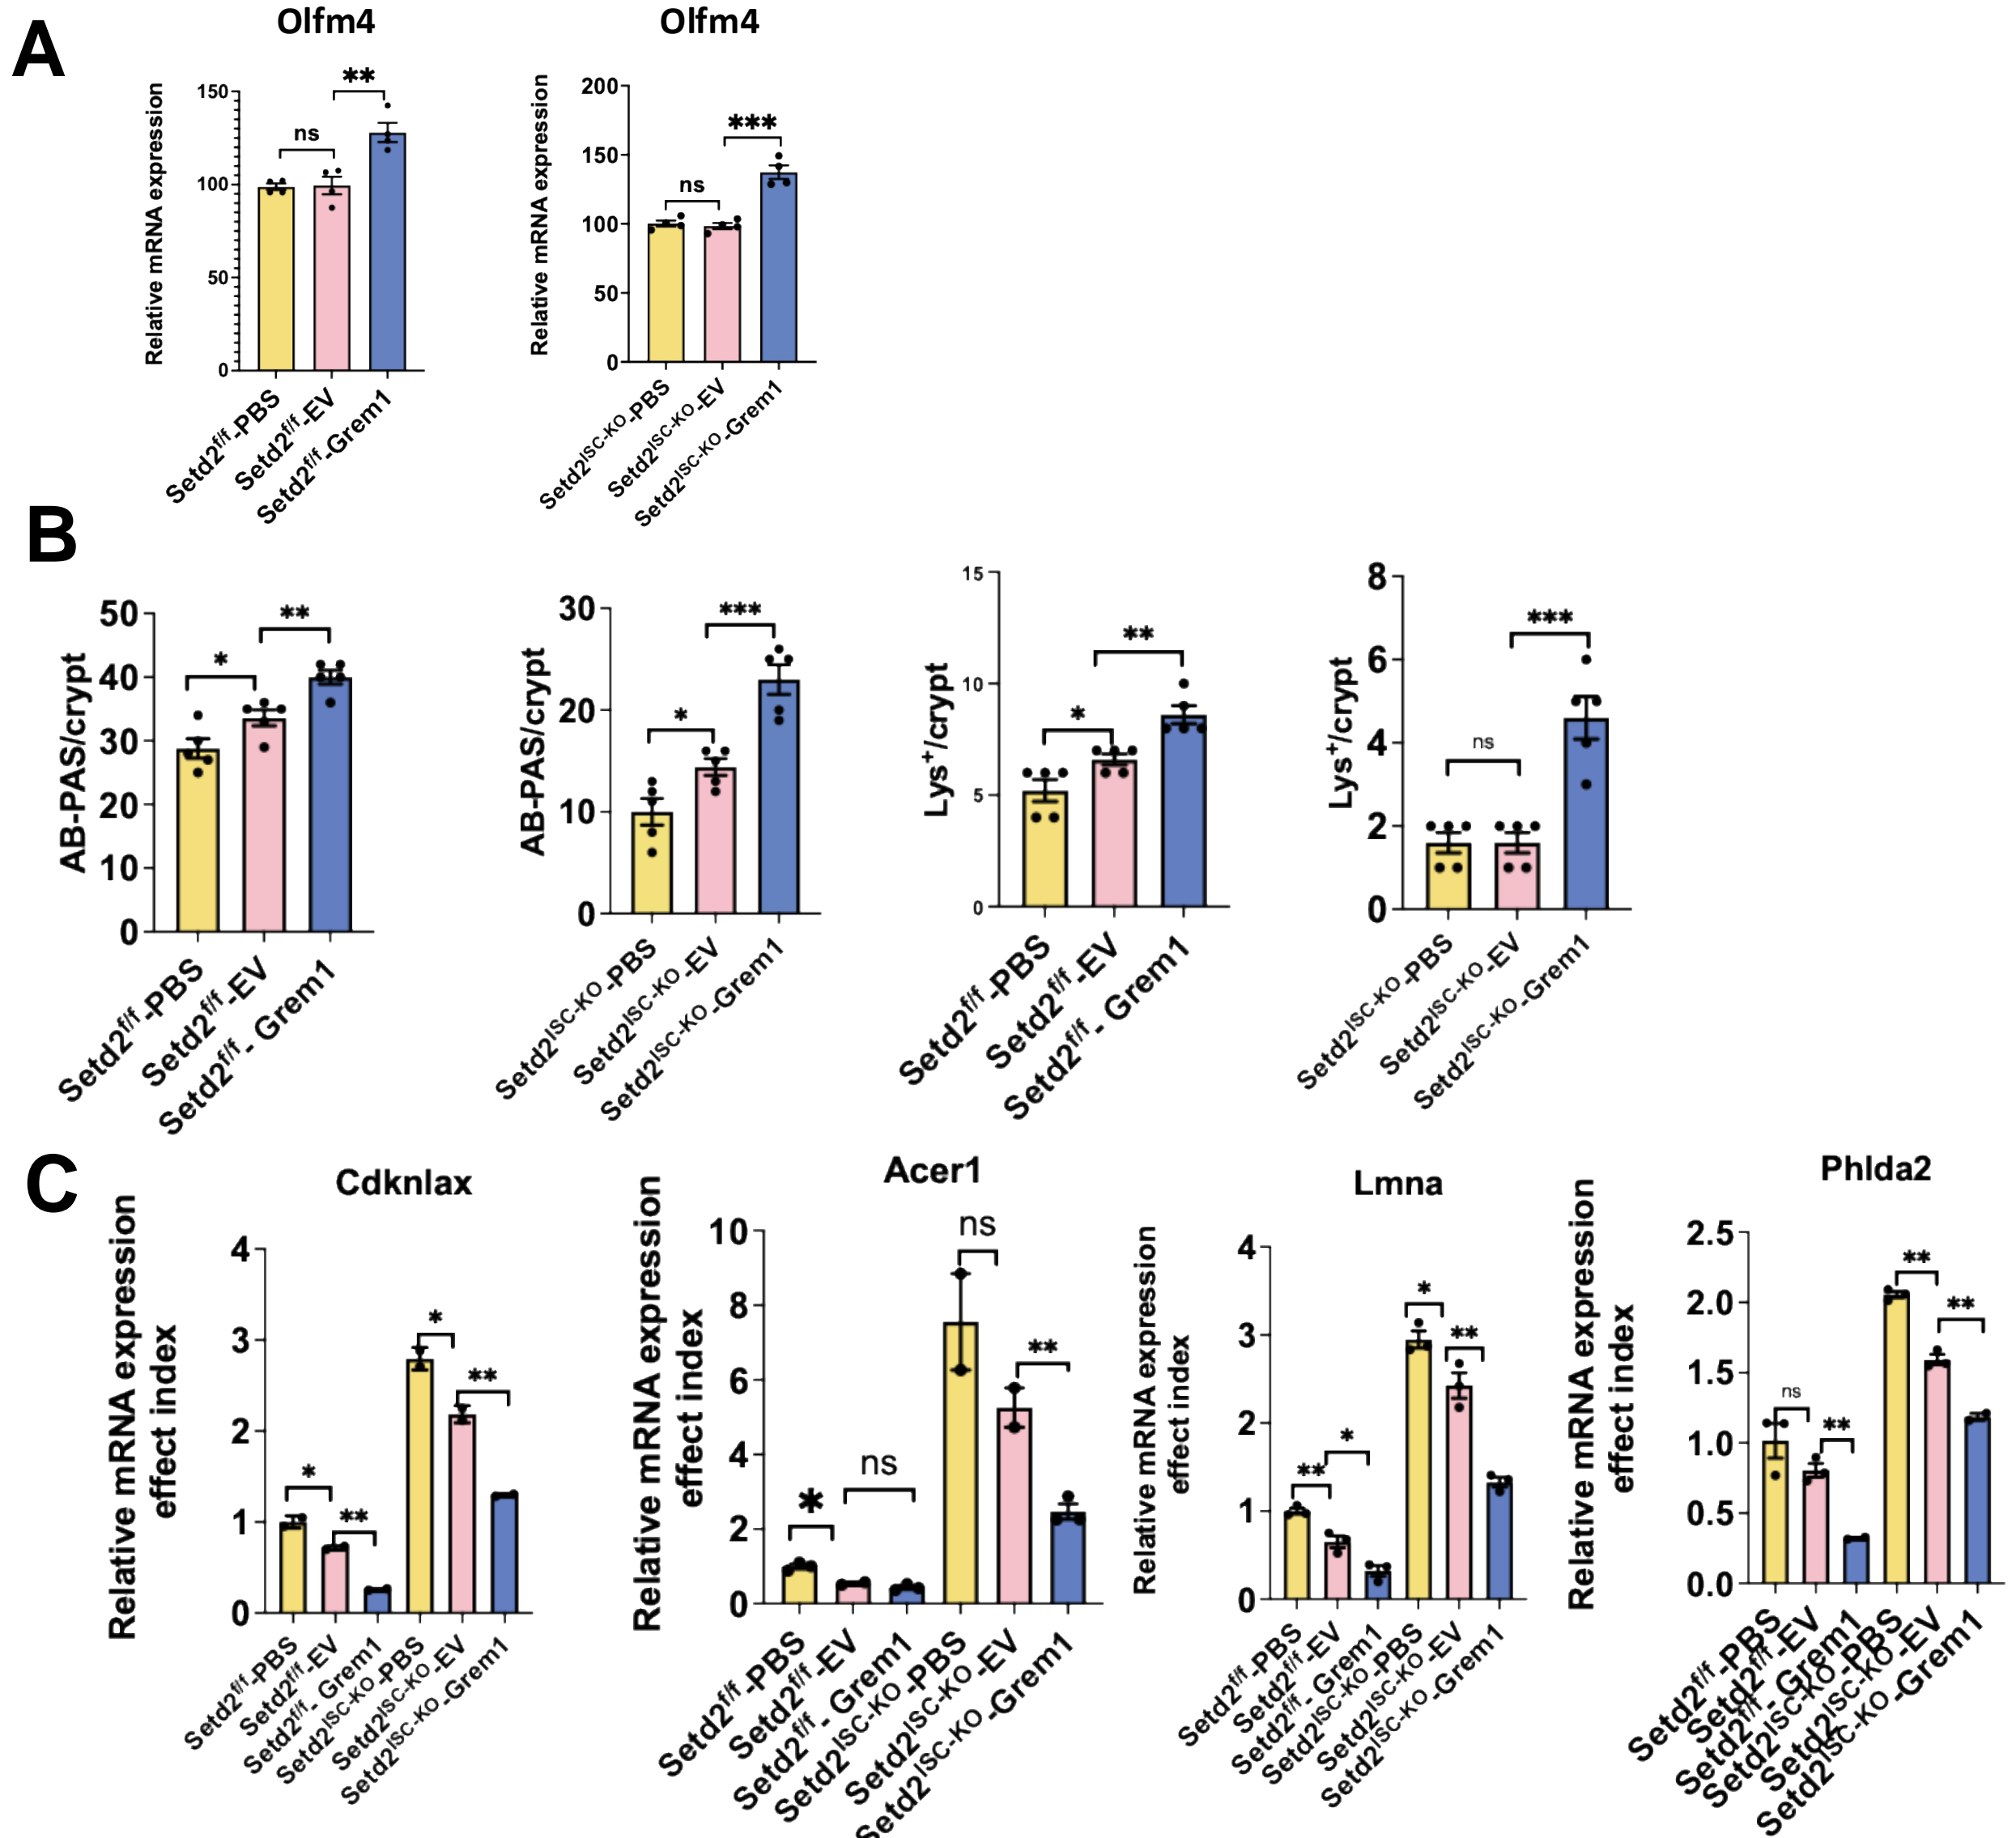 A
Olfm4
Relative mRNA expression
150
100
50
0
ns
**
Setd2f/f-PBS
Setd2f/f-EV
Setd2f/f-Grem1
Olfm4
Relative mRNA expression
200
150
100
50
0
ns
***
Setd2ISC-KO-PBS
Setd2ISC-KO-EV
Setd2ISC-KO-Grem1
B
AB-PAS/crypt
50
40
30
20
10
0
*
**
Setd2f/f-PBS
Setd2f/f-EV
Setd2f/f- Grem1
AB-PAS/crypt
30
20
10
0
*
***
Setd2ISC-KO-PBS
Setd2ISC-KO-EV
Setd2ISC-KO-Grem1
Lys+/crypt
15
10
5
0
*
**
Setd2f/f-PBS
Setd2f/f-EV
Setd2f/f- Grem1
Lys+/crypt
8
6
4
2
0
ns
***
Setd2ISC-KO-PBS
Setd2ISC-KO-EV
Setd2ISC-KO-Grem1
C
Cdknlax
Relative mRNA expression
effect index
4
3
2
1
0
*
**
*
**
Setd2f/f-PBS
Setd2f/f-EV
Setd2f/f- Grem1
Setd2ISC-KO-PBS
Setd2ISC-KO-EV
Setd2ISC-KO-Grem1
Acer1
Relative mRNA expression
effect index
10
8
6
4
2
0
*
ns
ns
**
Setd2f/f-PBS
Setd2f/f-EV
Setd2f/f- Grem1
Setd2ISC-KO-PBS
Setd2ISC-KO-EV
Setd2ISC-KO-Grem1
Lmna
Relative mRNA expression
effect index
4
3
2
1
0
**
*
*
**
Setd2f/f-PBS
Setd2f/f-EV
Setd2f/f- Grem1
Setd2ISC-KO-PBS
Setd2ISC-KO-EV
Setd2ISC-KO-Grem1
Phlda2
Relative mRNA expression
effect index
2.5
2.0
1.5
1.0
0.5
0.0
ns
**
**
**
Setd2f/f-PBS
Setd2f/f-EV
Setd2f/f- Grem1
Setd2ISC-KO-PBS
Setd2ISC-KO-EV
Setd2ISC-KO-Grem1